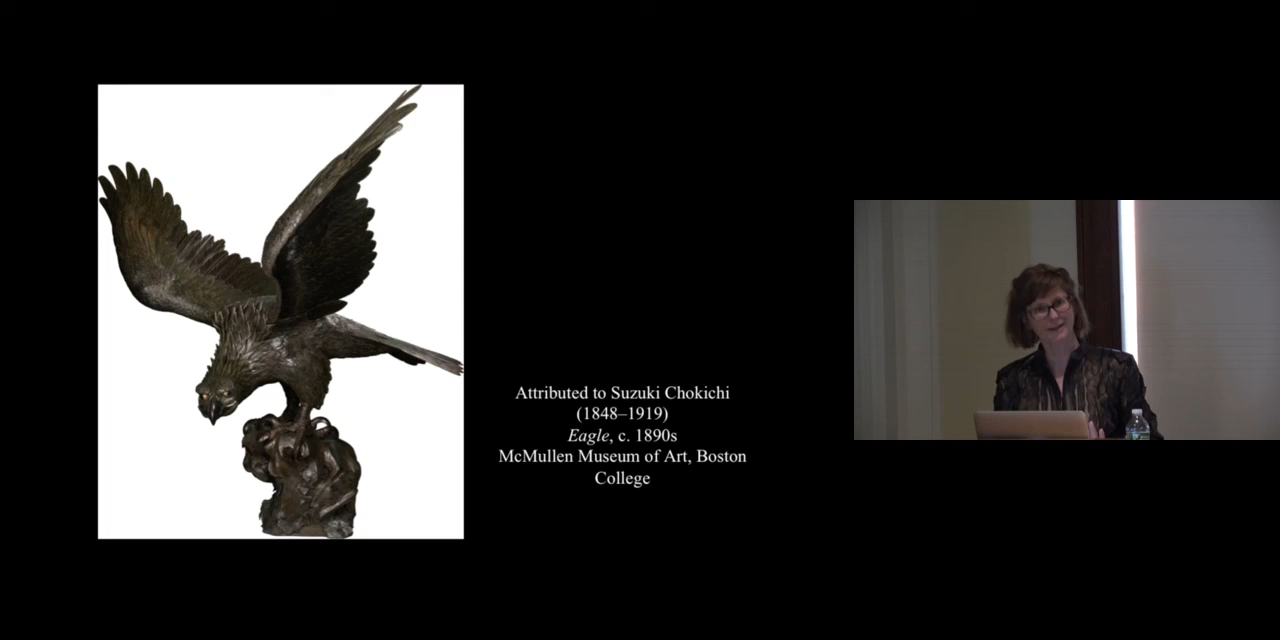 Attributed to Suzuki Chokichi
(1848–1919)
Eagle, c. 1890s
McMullen Museum of Art, Boston
College